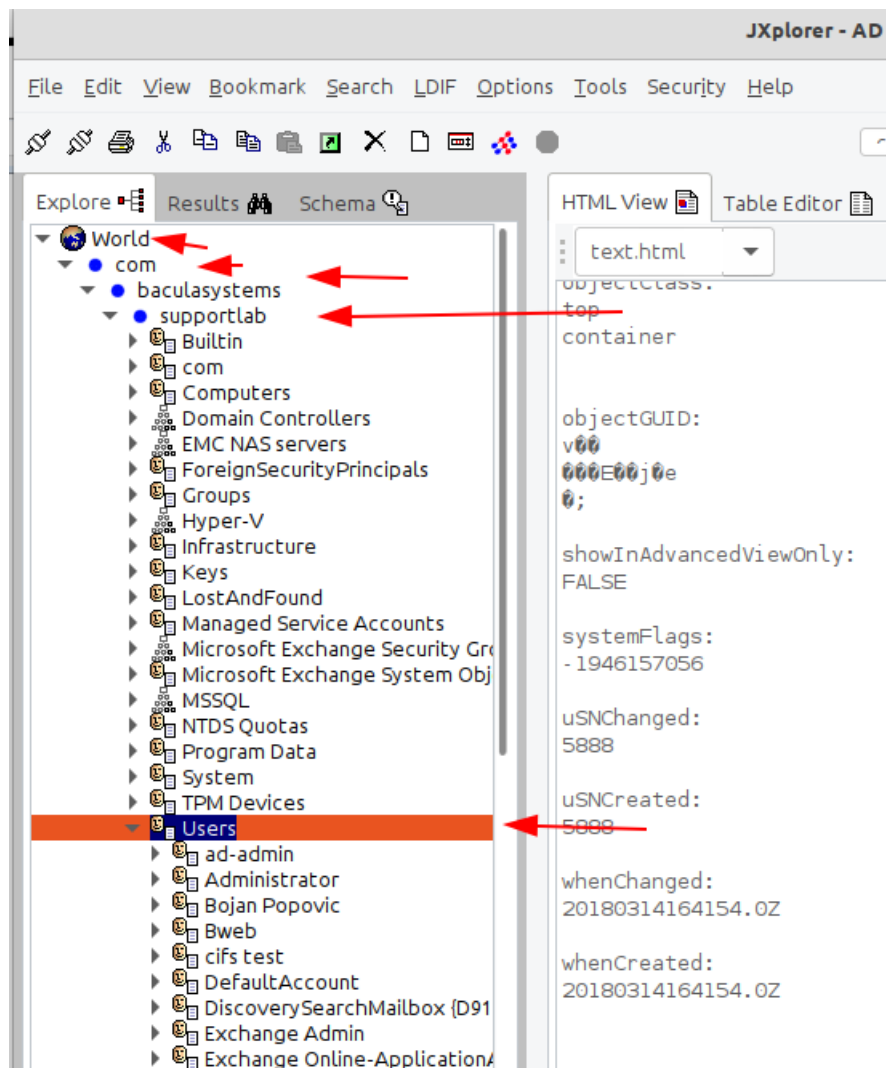 JXplorer - AD
File Edit View Bookmark Search LDIF Options Tools Security Help
Explore Results Schema
World
com
baculasystems
supportlab
Builtin
com
Computers
Domain Controllers
EMC NAS servers
ForeignSecurityPrincipals
Groups
Hyper-V
Infrastructure
Keys
LostAndFound
Managed Service Accounts
Microsoft Exchange Security Gro
Microsoft Exchange System Obj
MSSQL
NTDS Quotas
Program Data
System
TPM Devices
Users
ad-admin
Administrator
Bojan Popovic
Bweb
cifs test
DefaultAccount
DiscoverySearchMailbox {D91
Exchange Admin
Exchange Online-ApplicationA
HTML View Table Editor
text.html
objectClass:
top
container
objectGUID:
v��
���E��j�e
�;
showInAdvancedViewOnly:
FALSE
systemFlags:
-1946157056
uSNChanged:
5888
uSNCreated:
5888
whenChanged:
20180314164154.0Z
whenCreated:
20180314164154.0Z